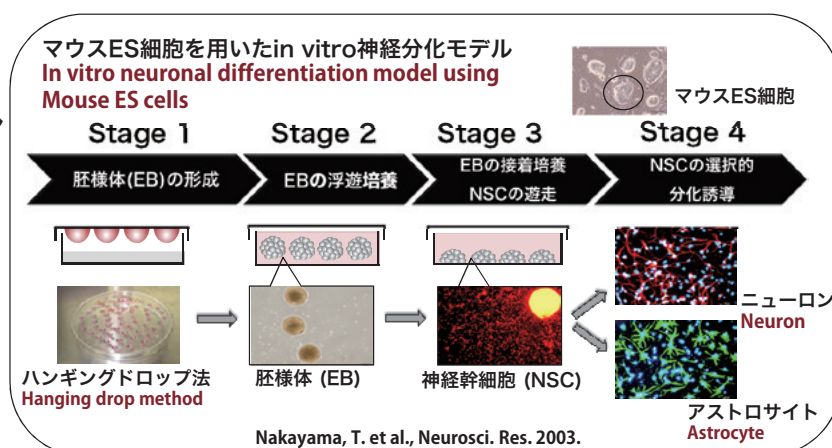 マウスES細胞を用いたin vitro神経分化モデル
In vitro neuronal differentiation model using
Mouse ES cells
マウスES細胞
Stage 1
Stage 2
Stage 3
Stage 4
胚様体(EB)の形成
EBの浮遊培養
EBの接着培養
NSCの遊走
NSCの選択的
分化誘導
ハンギングドロップ法
Hanging drop method
胚様体 (EB)
神経幹細胞 (NSC)
ニューロン
Neuron
アストロサイト
Astrocyte
Nakayama, T. et al., Neurosci. Res. 2003.